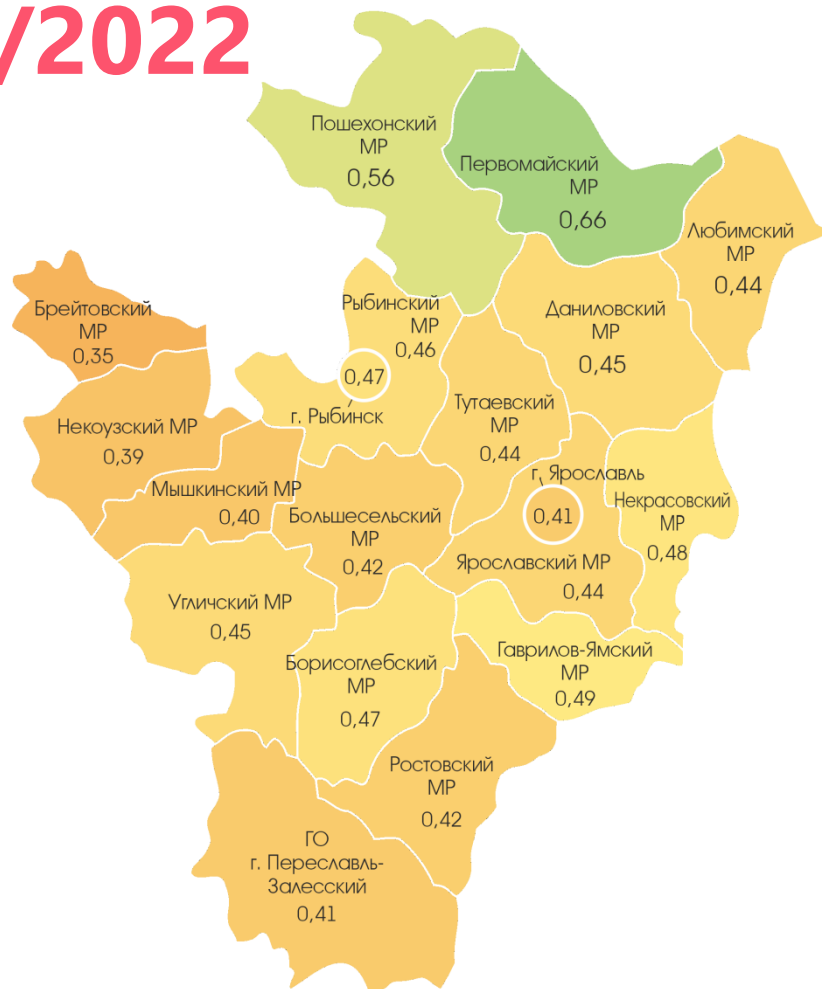 /2022
Пошехонский
МР
0,56
Первомайский
МР
0,66
Любимский
МР
0,44
Брейтовский
МР
0,35
Рыбинский
МР
0,46
0,47
г. Рыбинск
Даниловский
МР
0,45
Некоузский МР
0,39
Тутаевский
МР
0,44
Мышкинский МР
0,40
Большесельский
МР
0,42
г. Ярославль
0,41
Некрасовский
МР
0,48
Ярославский МР
0,44
Угличский МР
0,45
Борисоглебский
МР
0,47
Гаврилов-Ямский
МР
0,49
Ростовский
МР
0,42
ГО
г. Переславль-
Залесский
0,41